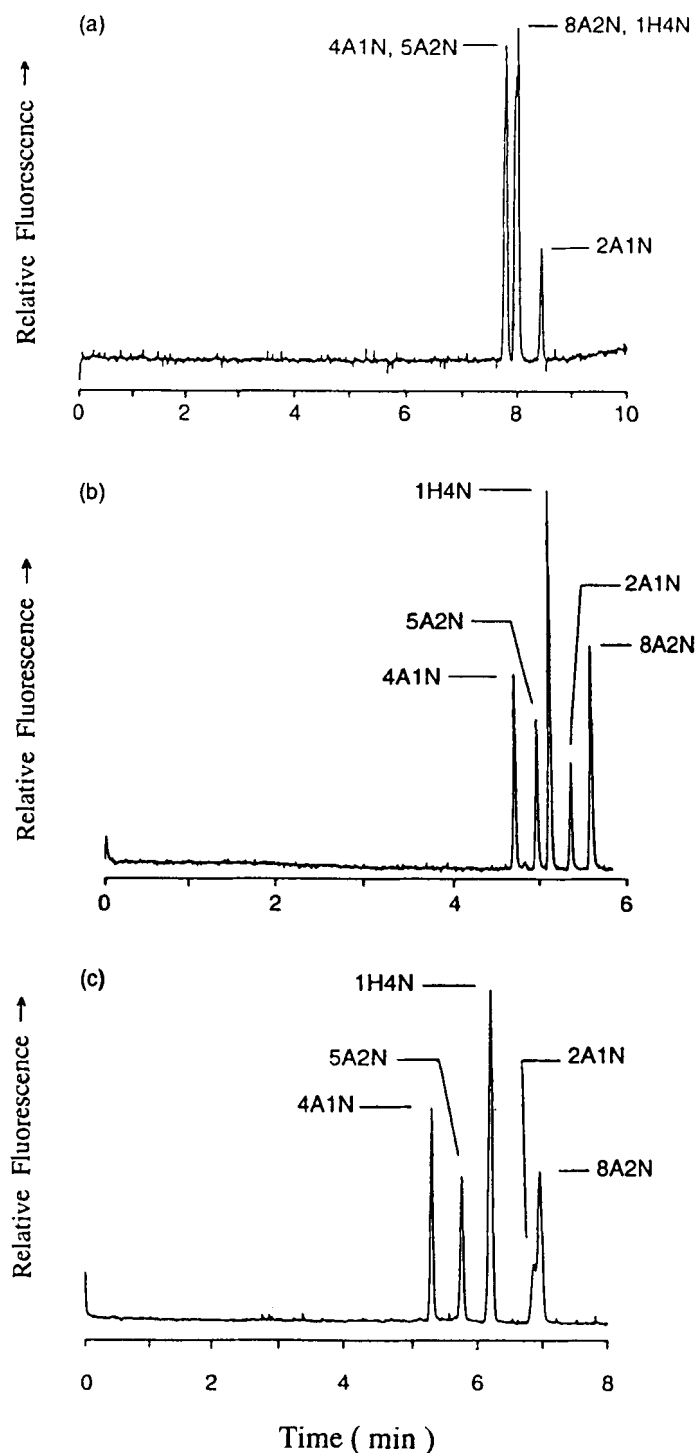 (a)
8A2N, 1H4N
4A1N, 5A2N
2A1N
Relative Fluorescence →
0 2 4 6 8 10
(b)
1H4N
2A1N
5A2N
8A2N
4A1N
Relative Fluorescence →
0 2 4 6
(c)
1H4N
5A2N
2A1N
4A1N
8A2N
Relative Fluorescence →
0 2 4 6 8
Time ( min )